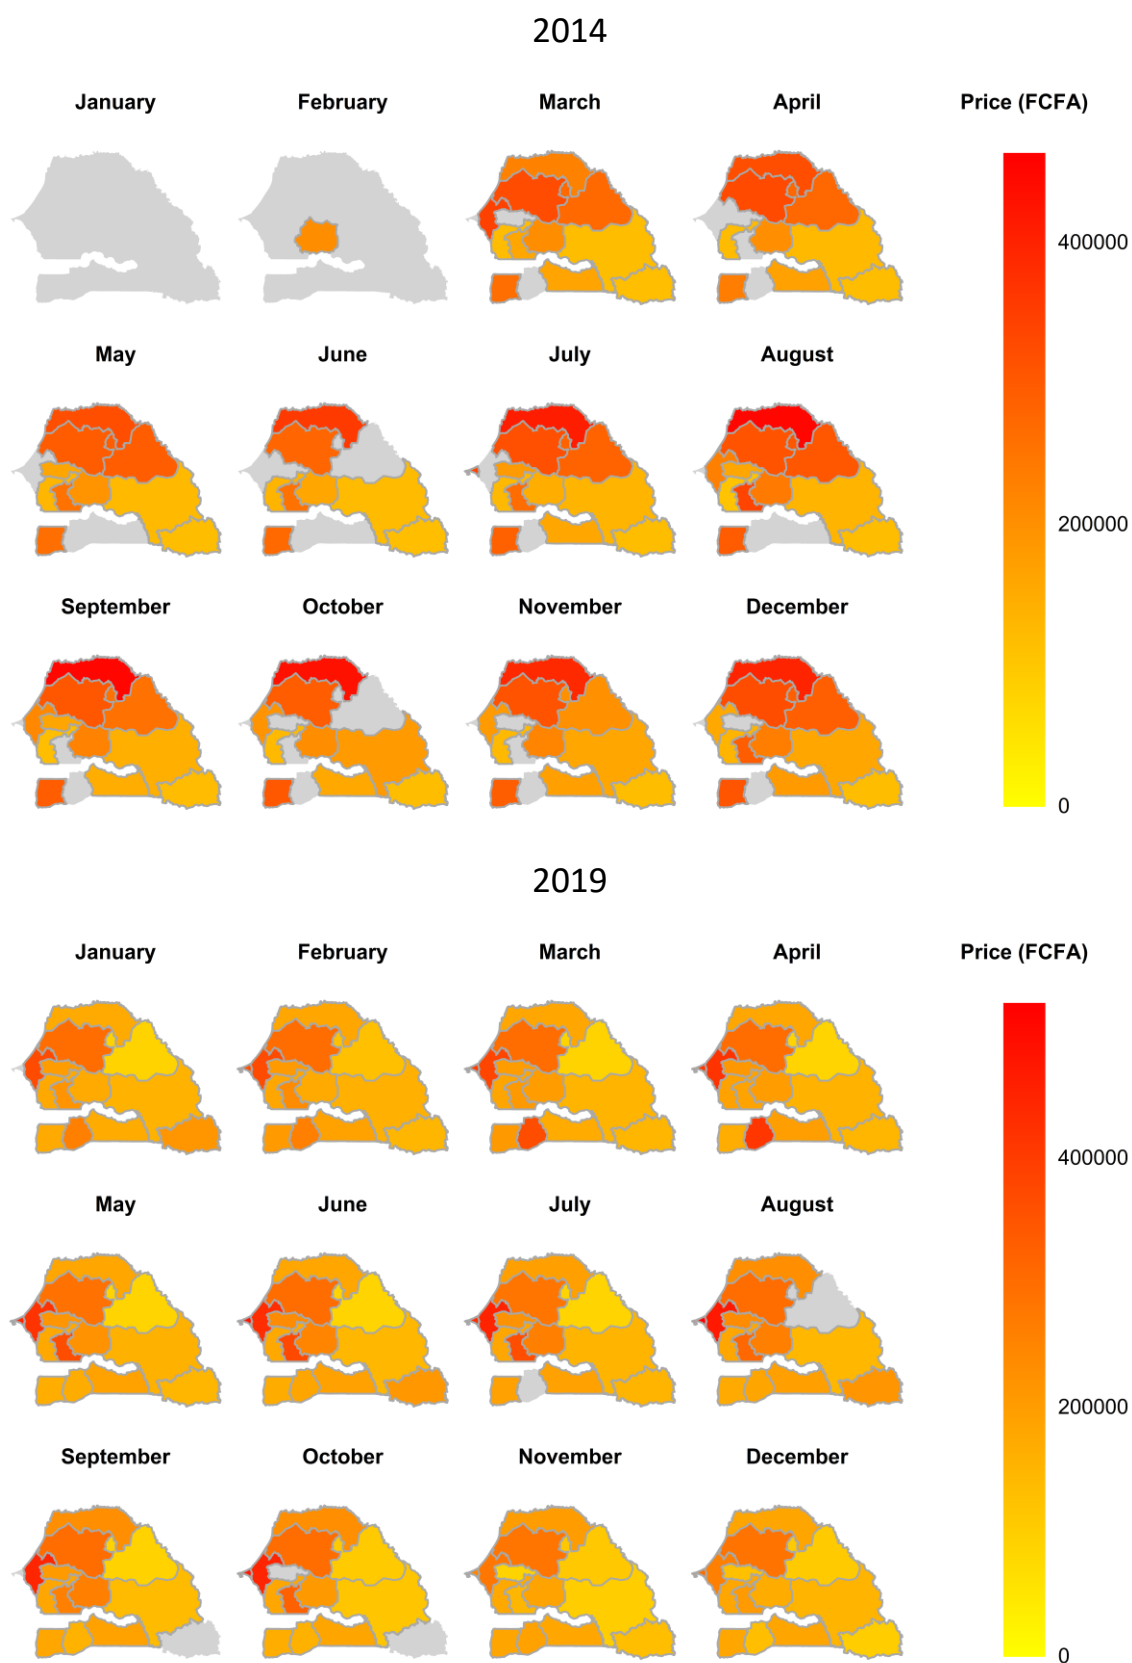 2014
January February March April Price (FCFA)
400000
May June July August
200000
September October November December
0
2019
January February March April Price (FCFA)
400000
May June July August
200000
September October November December
0